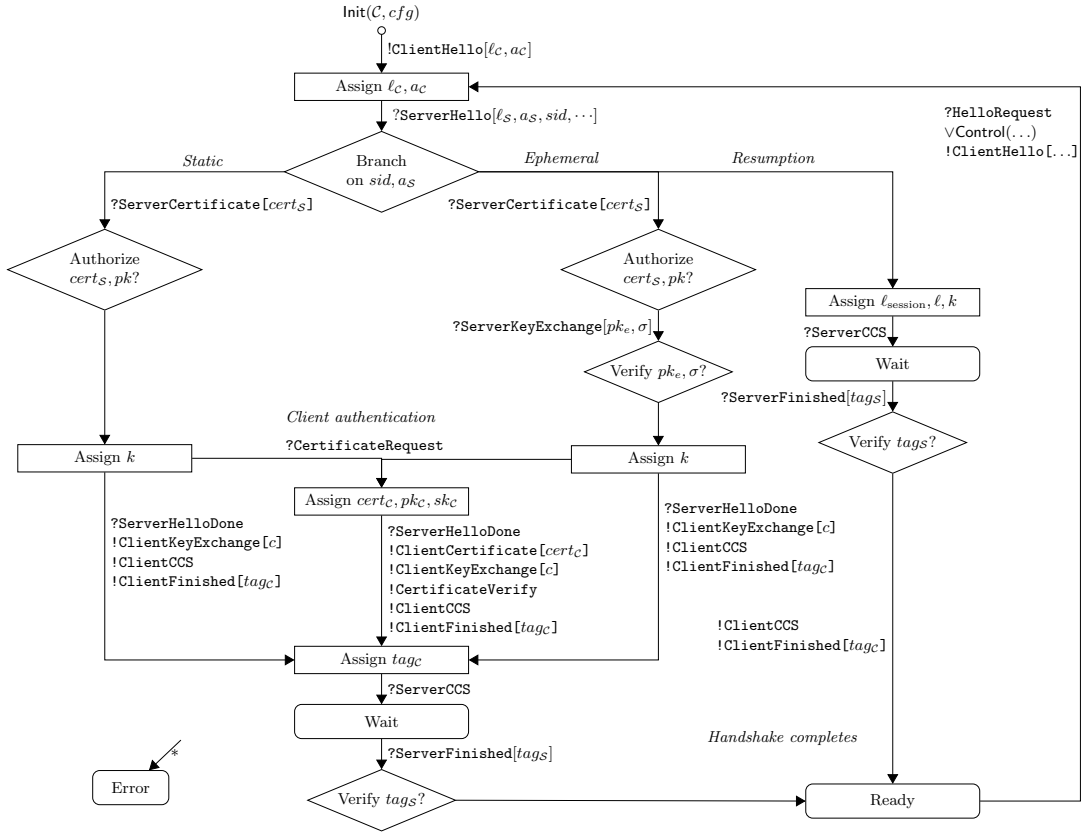 Init(𝒞, cfg)
!ClientHello[ℓ_𝒞, a_𝒞]
Assign ℓ_𝒞, a_𝒞
?ServerHello[ℓ_𝒮, a_𝒮, sid, ···]
?HelloRequest
∨Control(...)
!ClientHello[...]
Static
Branch
on sid, a_𝒮
Ephemeral
Resumption
?ServerCertificate[cert_𝒮]
?ServerCertificate[cert_𝒮]
Authorize
cert_𝒮, pk?
Authorize
cert_𝒮, pk?
Assign ℓ_session, ℓ, k
?ServerKeyExchange[pk_e, σ]
?ServerCCS
Wait
Verify pk_e, σ?
?ServerFinished[tag_𝒮]
Verify tag_𝒮?
Client authentication
?CertificateRequest
Assign k
Assign k
Assign cert_𝒞, pk_𝒞, sk_𝒞
?ServerHelloDone
!ClientKeyExchange[c]
!ClientCCS
!ClientFinished[tag_𝒞]
?ServerHelloDone
!ClientCertificate[cert_𝒞]
!ClientKeyExchange[c]
!CertificateVerify
!ClientCCS
!ClientFinished[tag_𝒞]
?ServerHelloDone
!ClientKeyExchange[c]
!ClientCCS
!ClientFinished[tag_𝒞]
!ClientCCS
!ClientFinished[tag_𝒞]
Assign tag_𝒞
?ServerCCS
Wait
Handshake completes
?ServerFinished[tag_𝒮]
*
Error
Verify tag_𝒮?
Ready